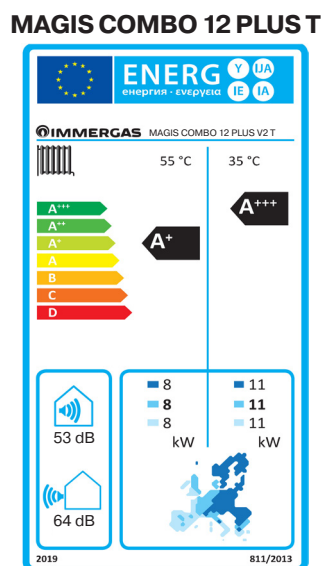 MAGIS COMBO 12 PLUS T
ENERG Y IJA
енергия · ενεργεια IE IA
IMMERGAS MAGIS COMBO 12 PLUS V2 T
55 °C 35 °C
A+++
A+++
A++
A+
A+
A
B
C
D
8 11
8 11
8 11
kW kW
53 dB
64 dB
2019 811/2013